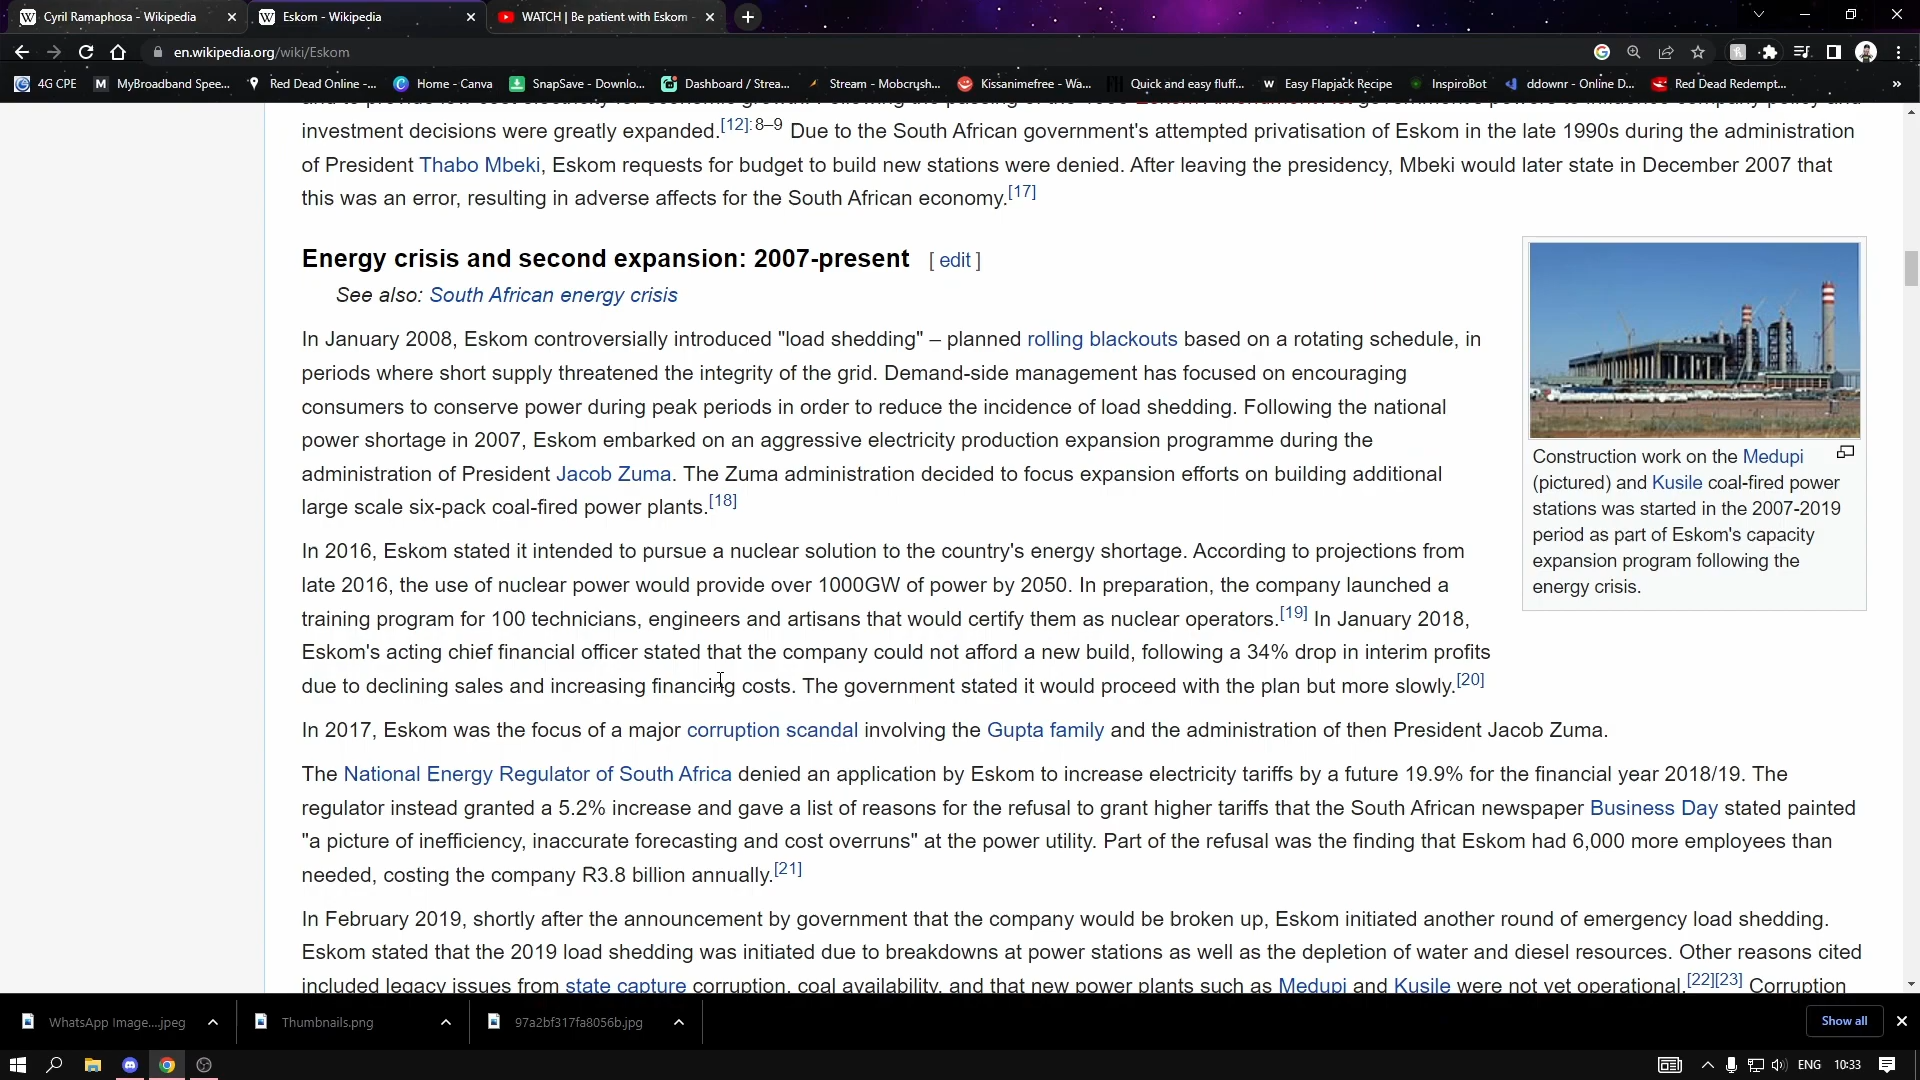 Cyril Ramaphosa - Wikipedia
Eskom - Wikipedia
WATCH | Be patient with Eskom -
en.wikipedia.org/wiki/Eskom
4G CPE
MyBroadband Spee...
Red Dead Online -...
Home - Canva
SnapSave - Downlo...
Dashboard / Strea...
Stream - Mobcrush...
Kissanimefree - Wa...
Quick and easy fluff...
Easy Flapjack Recipe
InspiroBot
ddownr - Online D...
Red Dead Redempt...
investment decisions were greatly expanded.[12]:8–9 Due to the South African government's attempted privatisation of Eskom in the late 1990s during the administration
of President Thabo Mbeki, Eskom requests for budget to build new stations were denied. After leaving the presidency, Mbeki would later state in December 2007 that
this was an error, resulting in adverse affects for the South African economy.[17]
Energy crisis and second expansion: 2007-present [ edit ]
See also: South African energy crisis
In January 2008, Eskom controversially introduced "load shedding" – planned rolling blackouts based on a rotating schedule, in
periods where short supply threatened the integrity of the grid. Demand-side management has focused on encouraging
consumers to conserve power during peak periods in order to reduce the incidence of load shedding. Following the national
power shortage in 2007, Eskom embarked on an aggressive electricity production expansion programme during the
administration of President Jacob Zuma. The Zuma administration decided to focus expansion efforts on building additional
large scale six-pack coal-fired power plants.[18]
Construction work on the Medupi
(pictured) and Kusile coal-fired power
stations was started in the 2007-2019
period as part of Eskom's capacity
expansion program following the
energy crisis.
In 2016, Eskom stated it intended to pursue a nuclear solution to the country's energy shortage. According to projections from
late 2016, the use of nuclear power would provide over 1000GW of power by 2050. In preparation, the company launched a
training program for 100 technicians, engineers and artisans that would certify them as nuclear operators.[19] In January 2018,
Eskom's acting chief financial officer stated that the company could not afford a new build, following a 34% drop in interim profits
due to declining sales and increasing financing costs. The government stated it would proceed with the plan but more slowly.[20]
In 2017, Eskom was the focus of a major corruption scandal involving the Gupta family and the administration of then President Jacob Zuma.
The National Energy Regulator of South Africa denied an application by Eskom to increase electricity tariffs by a future 19.9% for the financial year 2018/19. The
regulator instead granted a 5.2% increase and gave a list of reasons for the refusal to grant higher tariffs that the South African newspaper Business Day stated painted
"a picture of inefficiency, inaccurate forecasting and cost overruns" at the power utility. Part of the refusal was the finding that Eskom had 6,000 more employees than
needed, costing the company R3.8 billion annually.[21]
In February 2019, shortly after the announcement by government that the company would be broken up, Eskom initiated another round of emergency load shedding.
Eskom stated that the 2019 load shedding was initiated due to breakdowns at power stations as well as the depletion of water and diesel resources. Other reasons cited
included legacy issues from state capture corruption, coal availability, and that new power plants such as Medupi and Kusile were not yet operational.[22][23] Corruption
WhatsApp Image....jpeg
Thumbnails.png
97a2bf317fa8056b.jpg
Show all
ENG
10:33